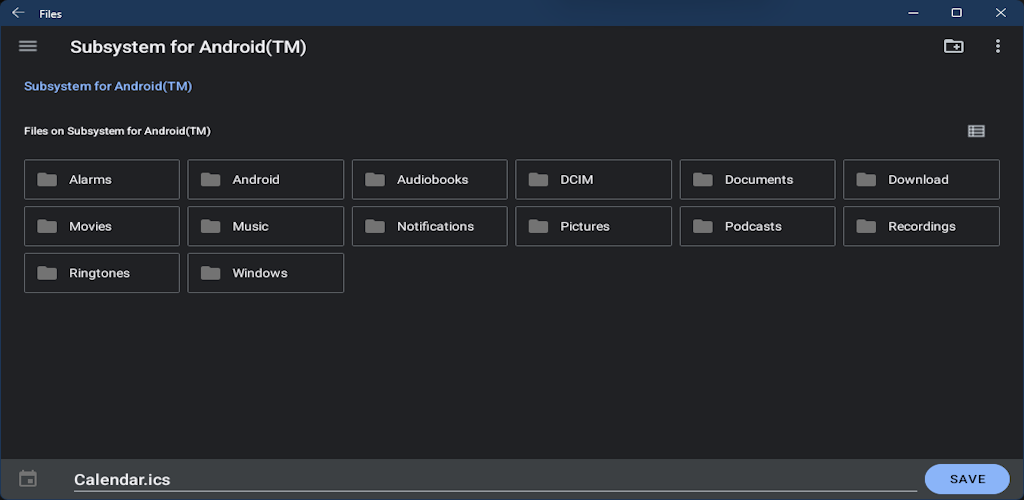 Files
Subsystem for Android(TM)
Subsystem for Android(TM)
Files on Subsystem for Android(TM)
Alarms Android Audiobooks DCIM Documents Download
Movies Music Notifications Pictures Podcasts Recordings
Ringtones Windows
Calendar.ics SAVE